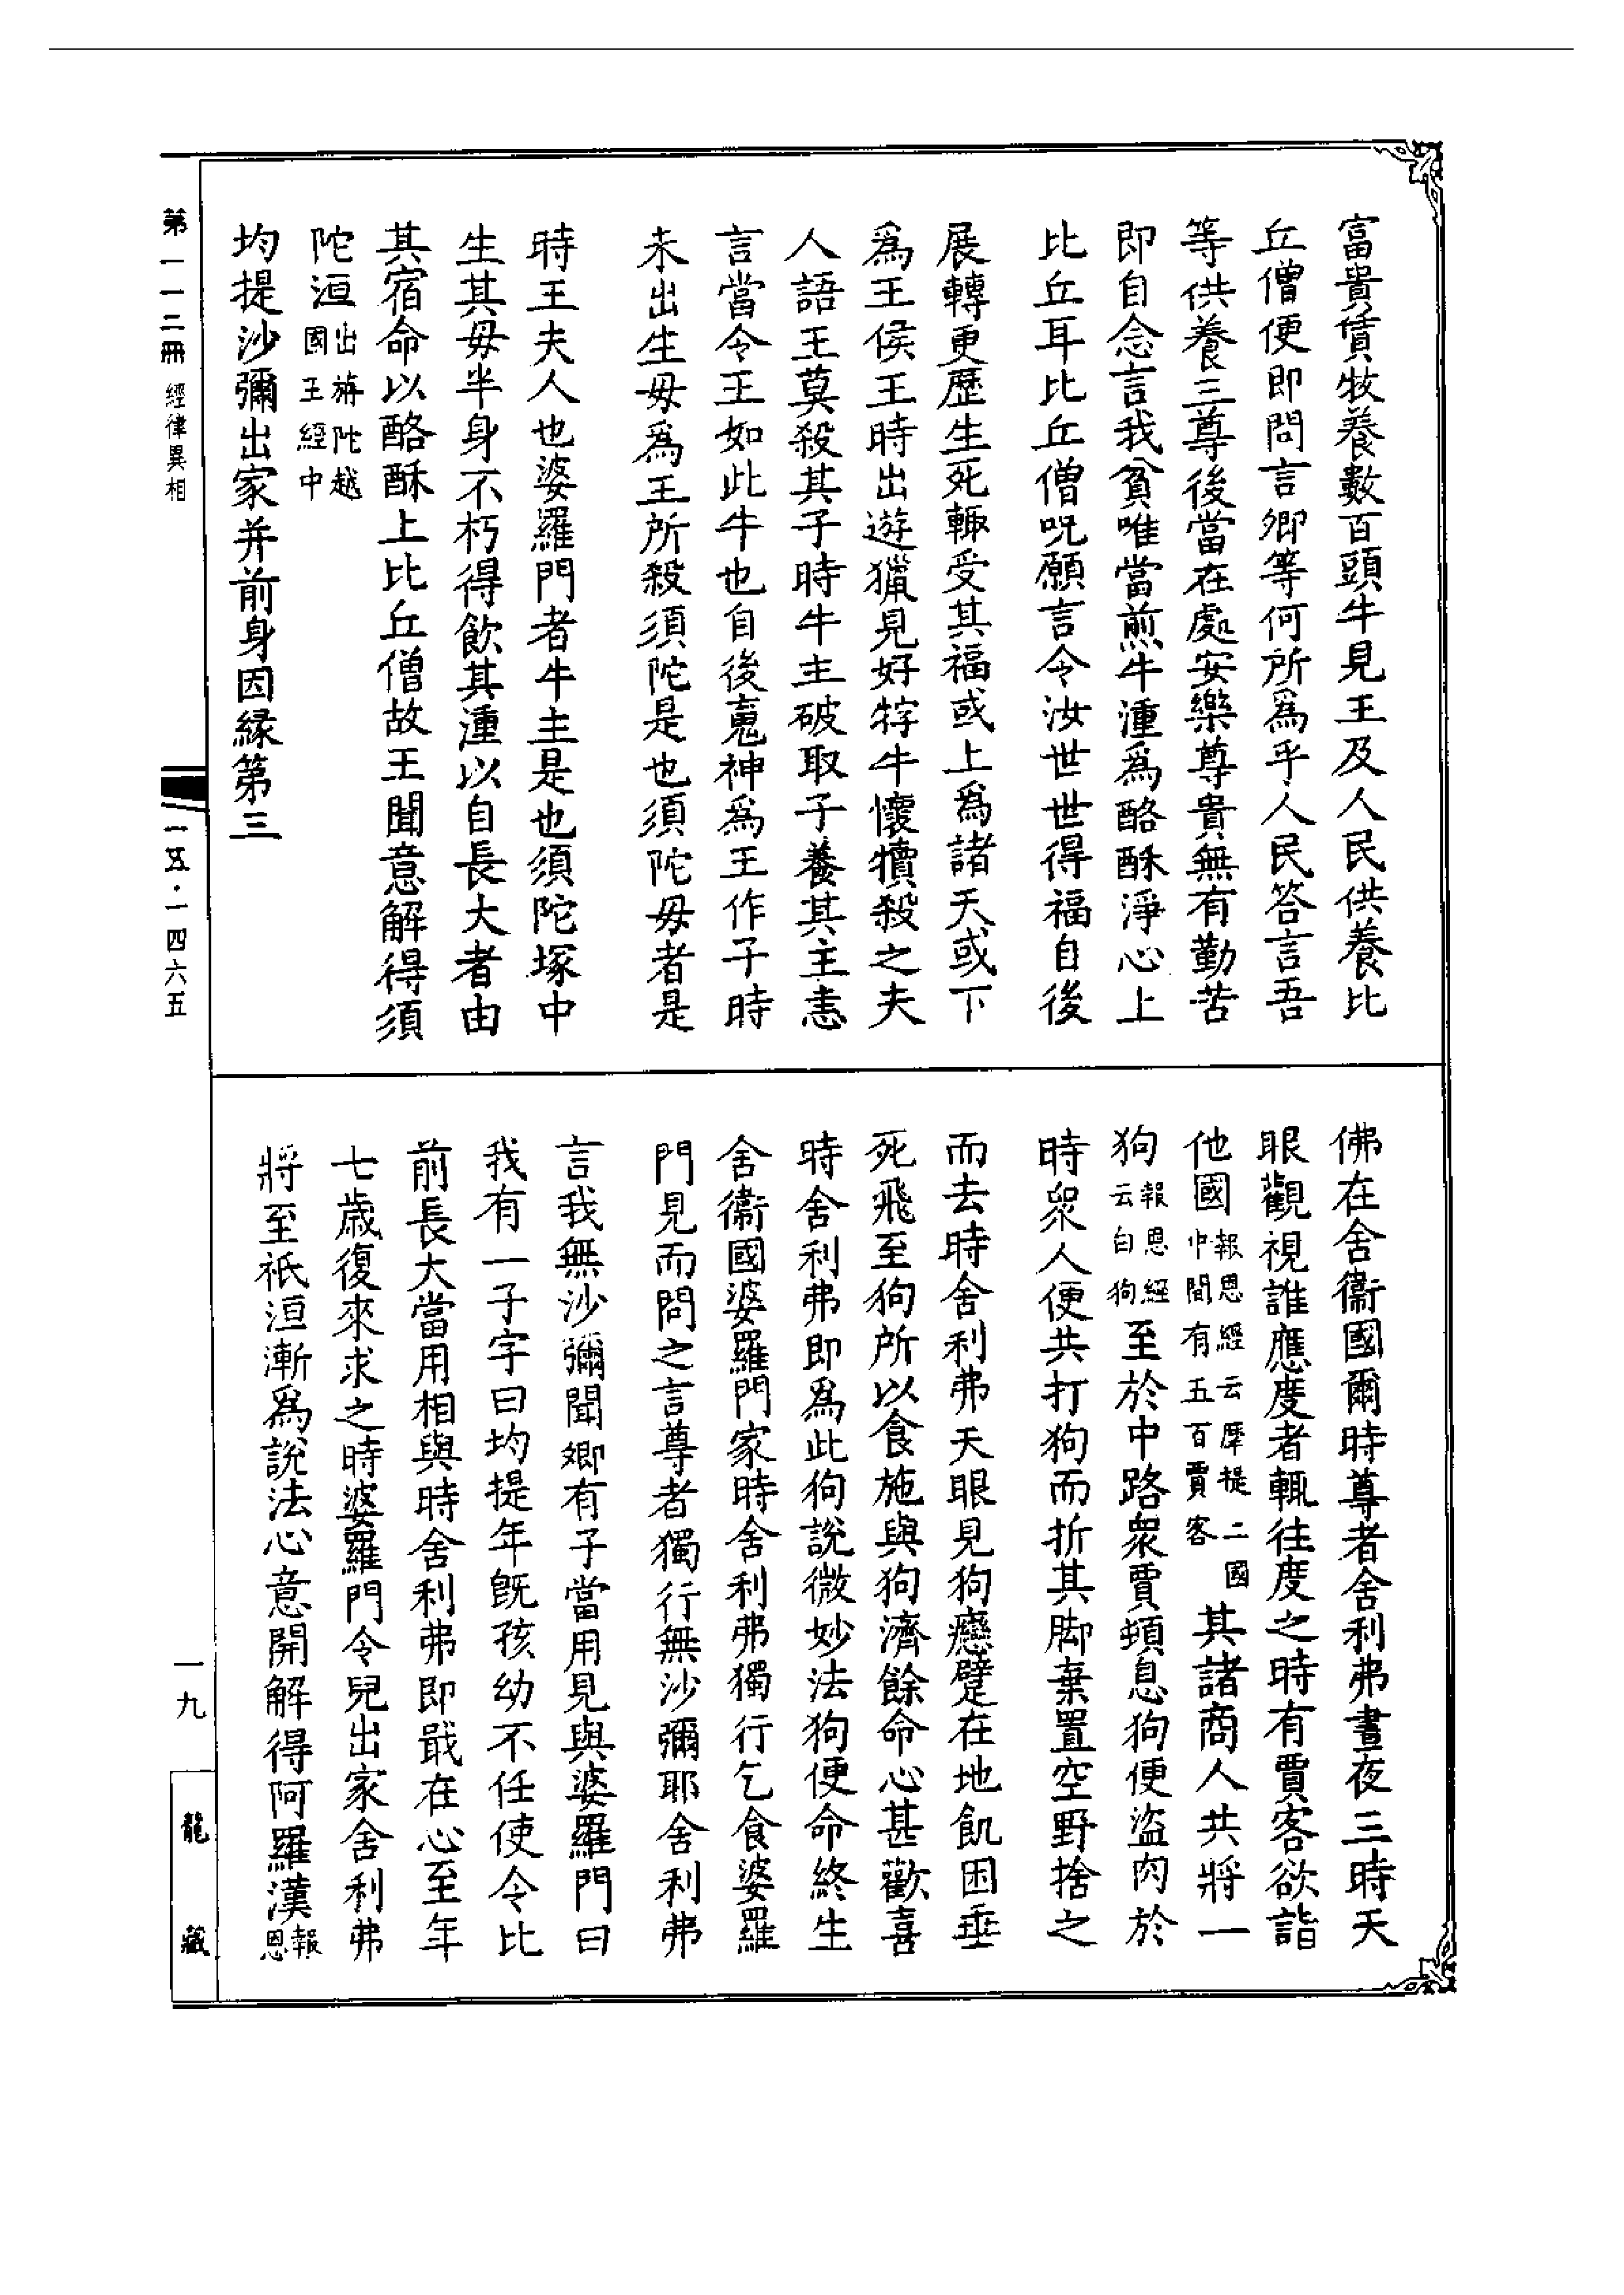 富貴賃牧養數百頭牛見王及人民供養比
丘僧便即問言卿等何所爲乎人民答言吾
等供養三尊後當在處安樂尊貴無有勤苦
即自念言我貧唯當煎牛湩爲酪酥淨心上
比丘耳比丘僧呪願言令汝世世得福自後
展轉更歷生死輙受其福或上爲諸天或下
爲王侯王時出遊獵見好牸牛懷犢殺之夫
人語王莫殺其子時牛主破取子養其主恚
言當令王如此牛也自後䰟神爲王作子時
未出生毋爲王所殺須陀是也須陀毋者是
時王夫人也婆羅門者牛主是也須陀塚中
生其毋半身不朽得飲其湩以自長大者由
其宿命以酪酥上比丘僧故王聞意解得須
陀洹出旃陀越國王經中
均提沙彌出家并前身因緣第三
佛在舍衞國爾時尊者舍利弗晝夜三時天
眼觀視誰應度者輙往度之時有賈客欲詣
他國報恩經云摩提二國中間有五百賈客其諸商人共將一
狗報恩經云白狗至於中路衆賈頓息狗便盜肉於
時衆人便共打狗而折其脚棄置空野捨之
而去時舍利弗天眼見狗癴躄在地飢困垂
死飛至狗所以食施與狗濟餘命心甚歡喜
時舍利弗即爲此狗說微妙法狗便命終生
舍衞國婆羅門家時舍利弗獨行乞食婆羅
門見而問之言尊者獨行無沙彌耶舍利弗
言我無沙彌聞卿有子當用見與婆羅門曰
我有一子字曰均提年既孩幼不任使令比
前長大當用相與時舍利弗即戢在心至年
七歲復來求之時婆羅門令兒出家舍利弗
將至祇洹漸爲說法心意開解得阿羅漢報恩
第一一二冊 經律異相
一五·一四六五
一九
龍藏